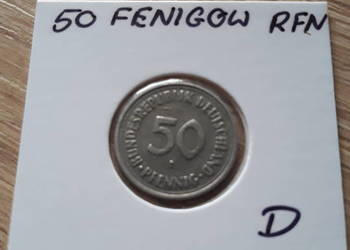 50 FENIGOW RFN
BUNDESREPUBLIK DEUTSCHLAND
50
PFENNIG
D